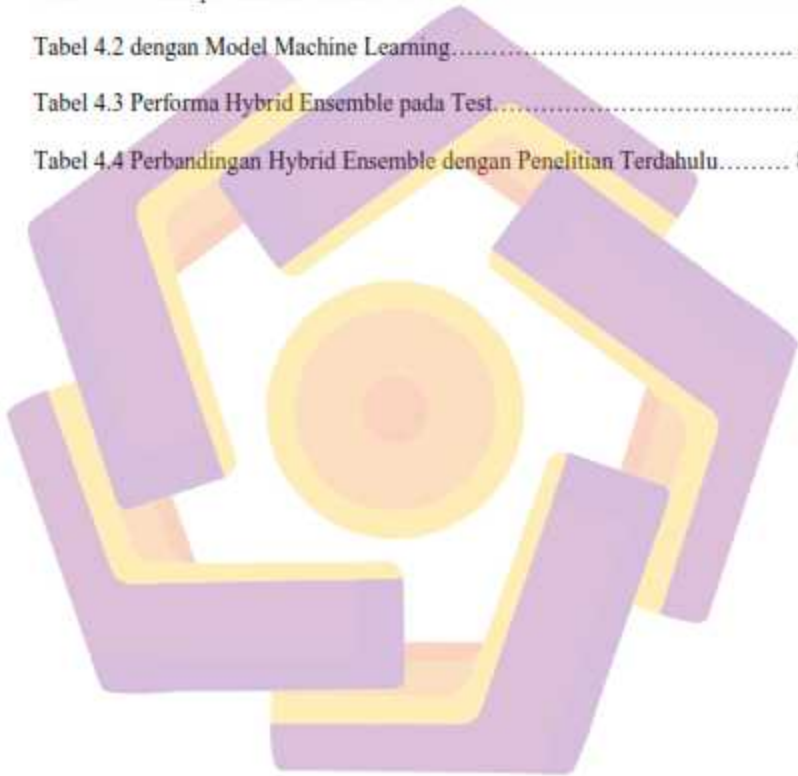 Tabel 4.2 dengan Model Machine Learning…………………………………
Tabel 4.3 Performa Hybrid Ensemble pada Test……………………………..
Tabel 4.4 Perbandingan Hybrid Ensemble dengan Penelitian Terdahulu………